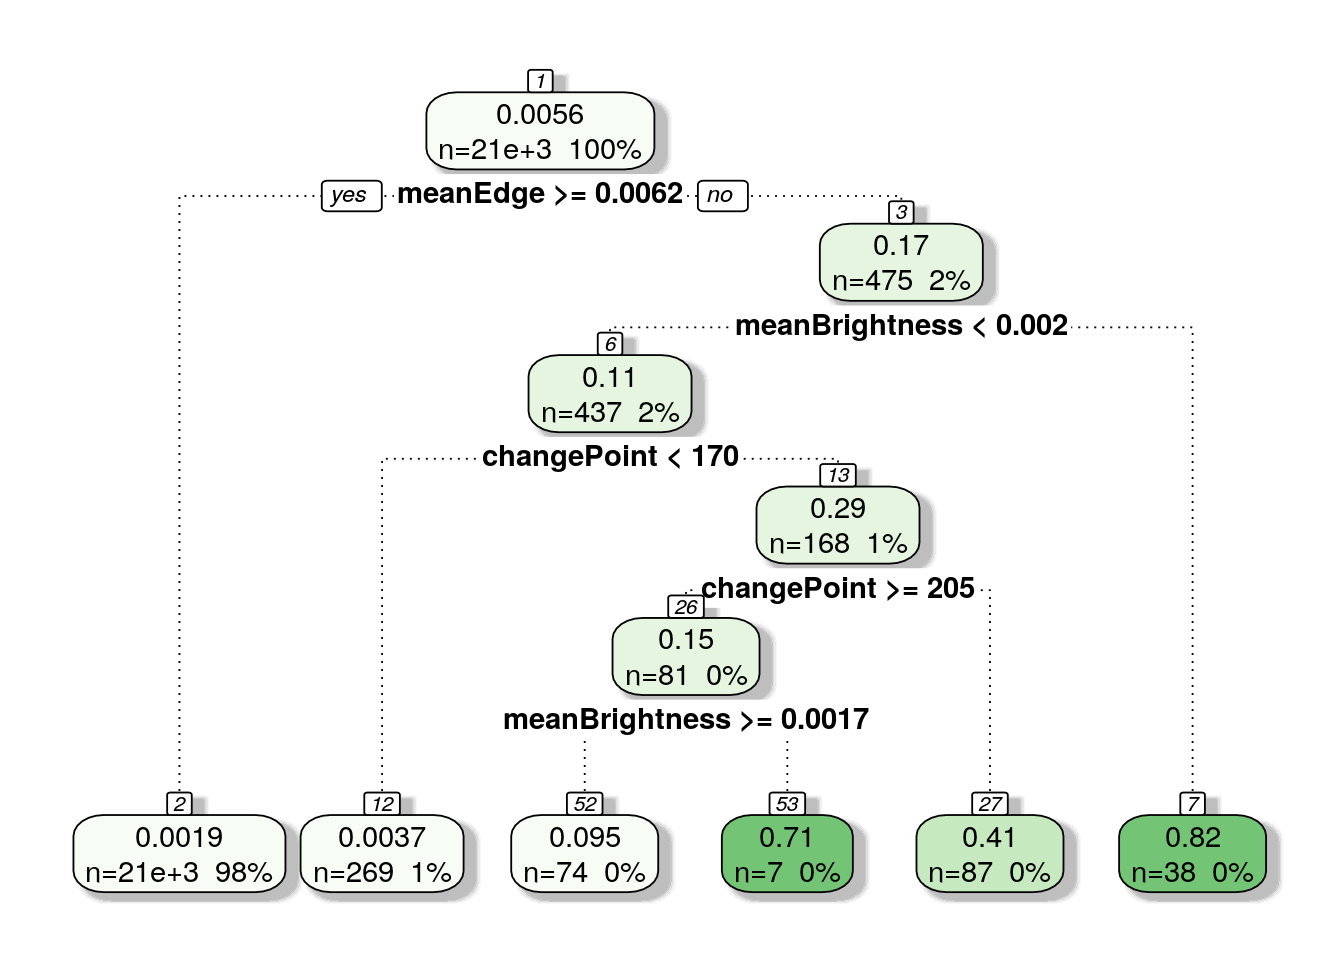 1
0.0056
n=21e+3 100%
yes meanEdge >= 0.0062 no
3
0.17
n=475 2%
meanBrightness < 0.002
6
0.11
n=437 2%
changePoint < 170
13
0.29
n=168 1%
changePoint >= 205
26
0.15
n=81 0%
meanBrightness >= 0.0017
2
0.0019
n=21e+3 98%
12
0.0037
n=269 1%
52
0.095
n=74 0%
53
0.71
n=7 0%
27
0.41
n=87 0%
7
0.82
n=38 0%